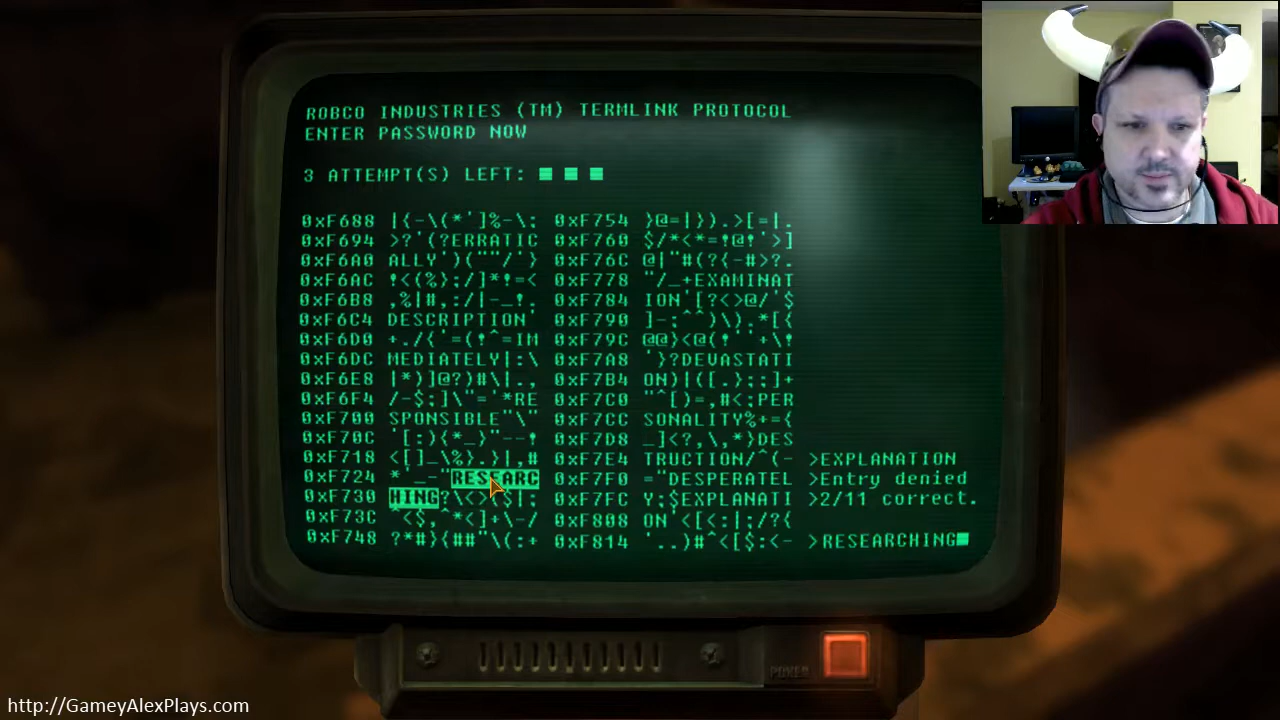 ROBCO INDUSTRIES (TM) TERMLINK PROTOCOL
ENTER PASSWORD NOW
3 ATTEMPT(S) LEFT:
0xF688 |{-\(*']%-\: 0xF754 }@=|}).>[=|.
0xF694 >?'(?ERRATIC 0xF760 $/*<*=!@!'>]
0xF6A0 ALLY')(""/'} 0xF76C @|"#(?{-#>?.
0xF6AC !<(%};/]*!=< 0xF778 "/_+EXAMINAT
0xF6B8 ,%|#,:/|-_!. 0xF784 ION'[?<>@/'$
0xF6C4 DESCRIPTION' 0xF790 ]-:^^)\).*[{
0xF6D0 +./{'=(!^=IM 0xF79C @@}<@(!''+\!
0xF6DC MEDIATELY|:\ 0xF7A8 '}?DEVASTATI
0xF6E8 |*)]@?)#\|., 0xF7B4 ON)|([.};:]+
0xF6F4 /-$;]\"='*RE 0xF7C0 "^[)=,#<;PER
0xF700 SPONSIBLE"\" 0xF7CC SONALITY%+={
0xF70C '[:){*_}"--! 0xF7D8 _]<?,\,*}DES
0xF718 <[]_\%}.}|,# 0xF7E4 TRUCTION/^(- >EXPLANATION
0xF724 *'_-"RESEARC 0xF7F0 ="DESPERATEL >Entry denied
0xF730 HING?\<>($|: 0xF7FC Y;$EXPLANATI >2/11 correct.
0xF73C ^<$,^*<]+\-/ 0xF808 ON'<[<:|;/?{
0xF748 ?*#}{##"\(:+ 0xF814 '..)#^<[$:<- >RESEARCHING
POWER
http://GameyAlexPlays.com